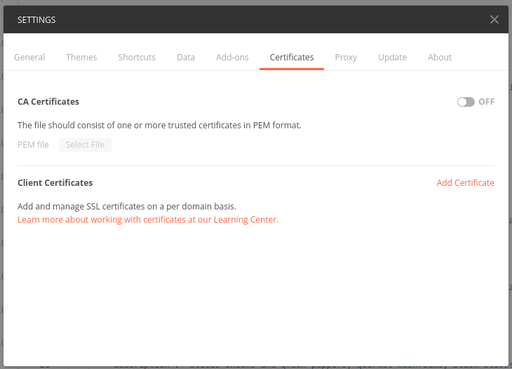 SETTINGS
General Themes Shortcuts Data Add-ons Certificates Proxy Update About
CA Certificates OFF
The file should consist of one or more trusted certificates in PEM format.
PEM file Select File
Client Certificates Add Certificate
Add and manage SSL certificates on a per domain basis.
Learn more about working with certificates at our Learning Center.